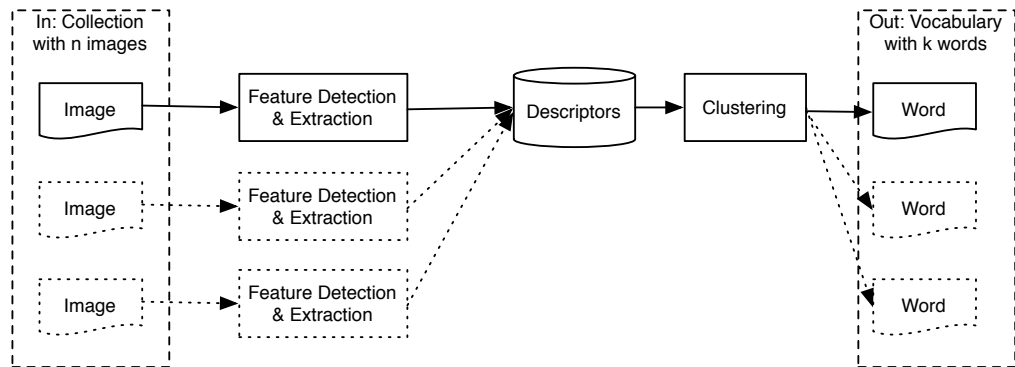 In: Collection
with n images
Out: Vocabulary
with k words
Image
Feature Detection
& Extraction
Descriptors
Clustering
Word
Image
Feature Detection
& Extraction
Word
Image
Feature Detection
& Extraction
Word